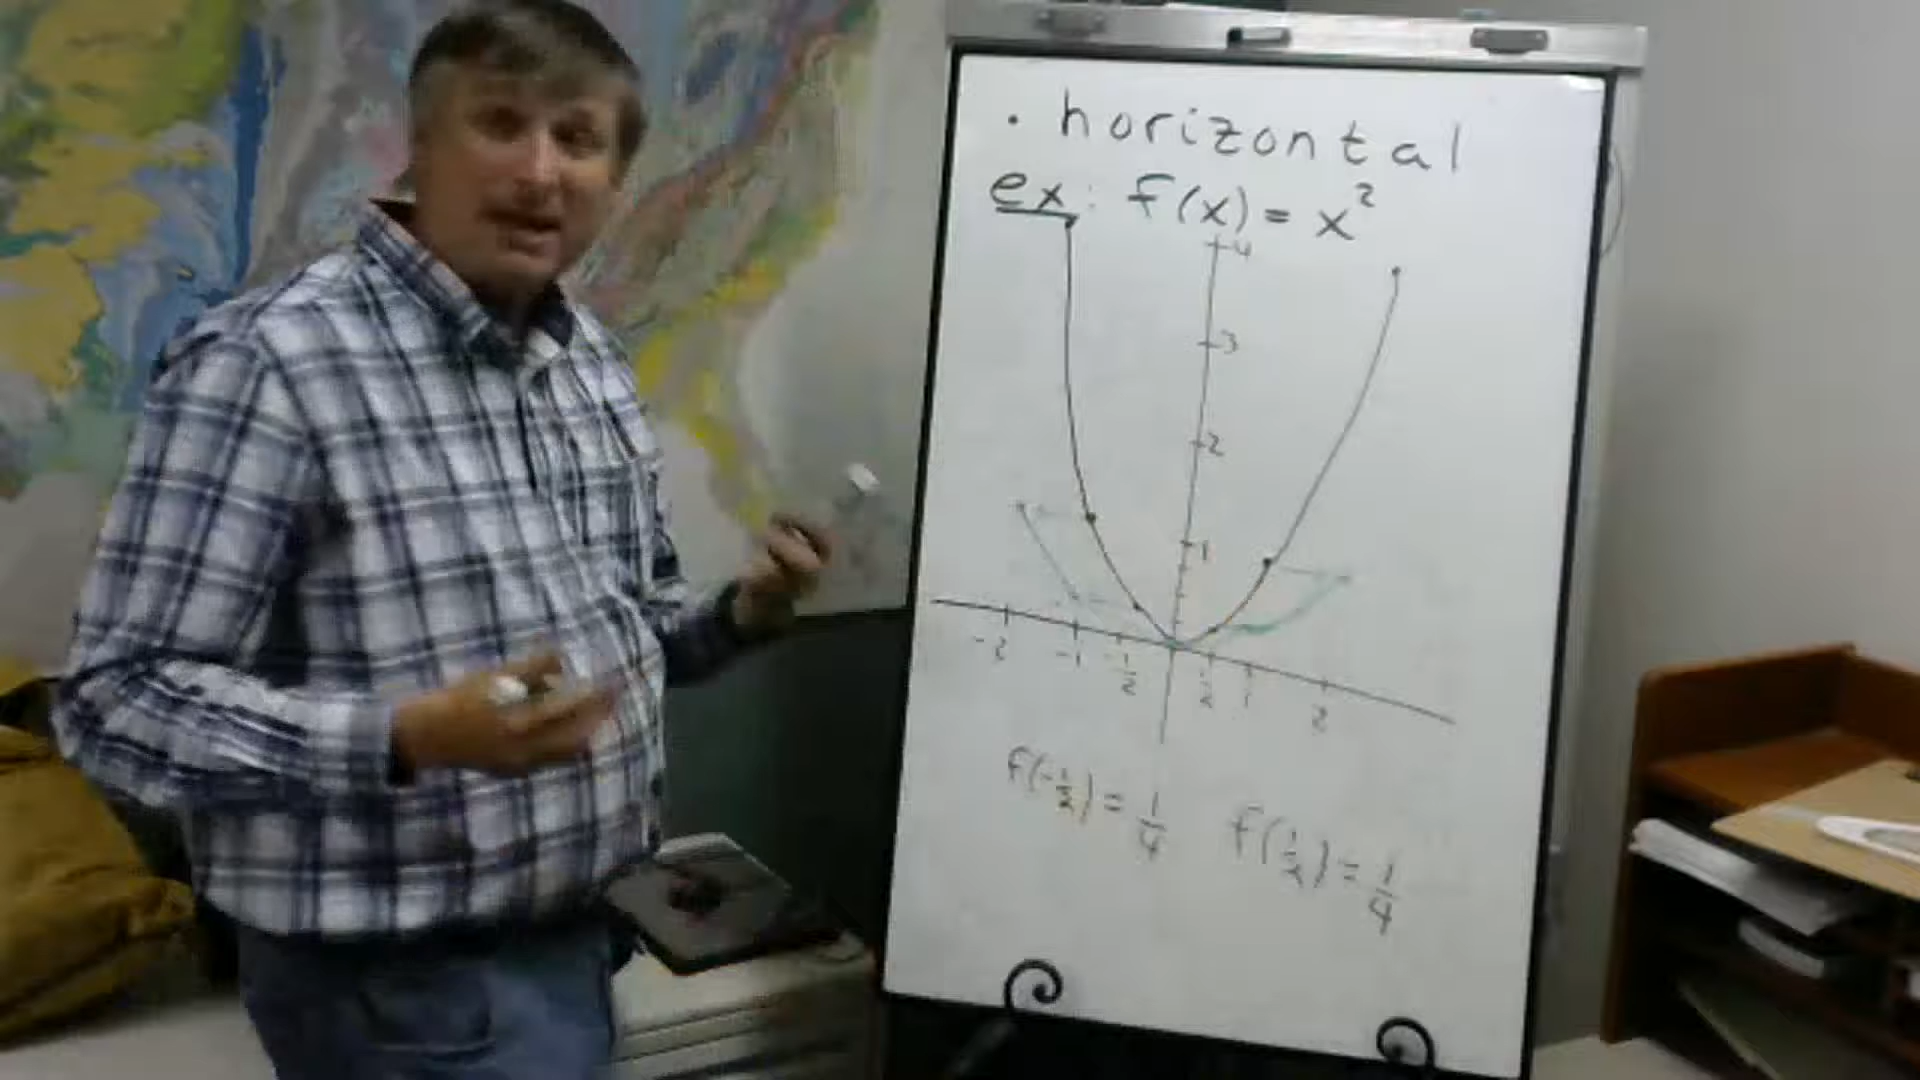 • horizontal
ex: f(x) = x²
4
3
2
1
-2 -1 -1/2 1/2 1 2
f(-1/2) = 1/4 f(1/2) = 1/4